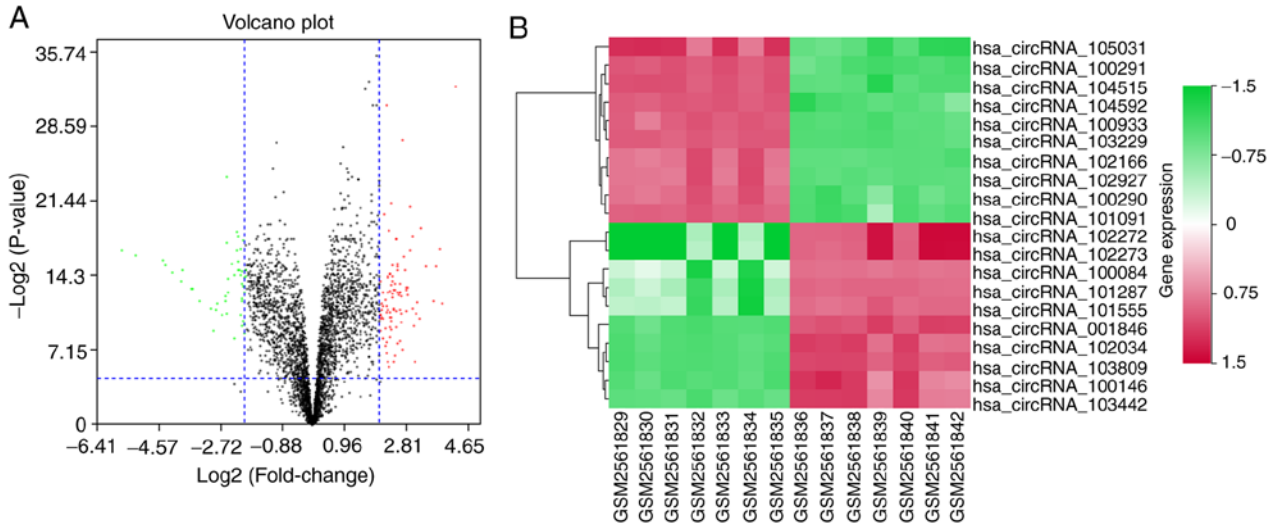 A
Volcano plot
35.74
28.59
21.44
14.3
7.15
0
−Log2 (P-value)
−6.41 −4.57 −2.72 −0.88 0.96 2.81 4.65
Log2 (Fold-change)
B
hsa_circRNA_105031
hsa_circRNA_100291
hsa_circRNA_104515
hsa_circRNA_104592
hsa_circRNA_100933
hsa_circRNA_103229
hsa_circRNA_102166
hsa_circRNA_102927
hsa_circRNA_100290
hsa_circRNA_101091
hsa_circRNA_102272
hsa_circRNA_102273
hsa_circRNA_100084
hsa_circRNA_101287
hsa_circRNA_101555
hsa_circRNA_001846
hsa_circRNA_102034
hsa_circRNA_103809
hsa_circRNA_100146
hsa_circRNA_103442
GSM2561829
GSM2561830
GSM2561831
GSM2561832
GSM2561833
GSM2561834
GSM2561835
GSM2561836
GSM2561837
GSM2561838
GSM2561839
GSM2561840
GSM2561841
GSM2561842
Gene expression
−1.5
−0.75
0
0.75
1.5